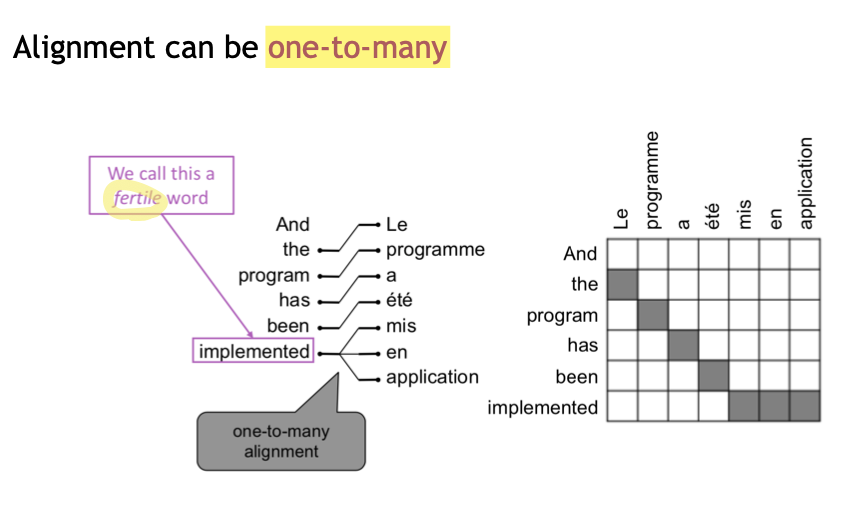 Alignment can be one-to-many
We call this a
fertile word
And
the
program
has
been
implemented
Le
programme
a
été
mis
en
application
one-to-many
alignment
Le
programme
a
été
mis
en
application
And
the
program
has
been
implemented